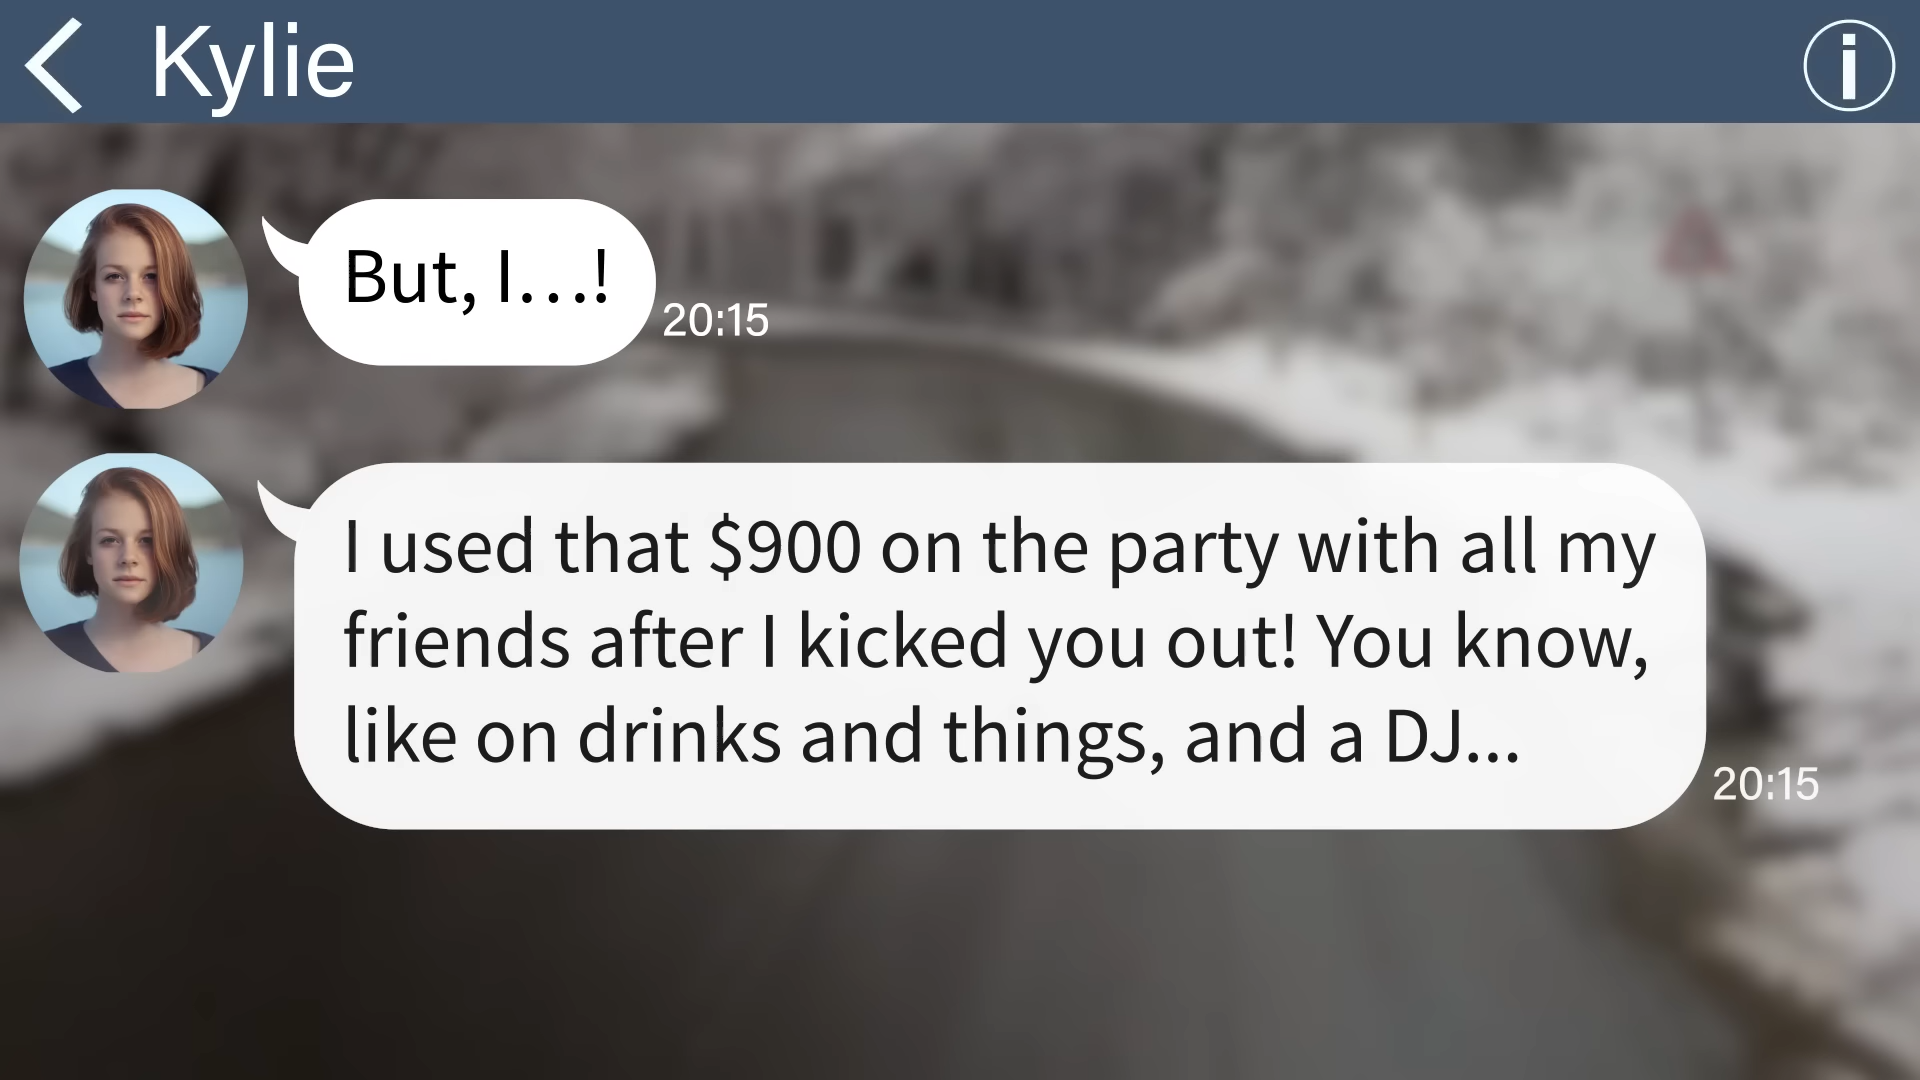 Kylie
But, I…!
20:15
I used that $900 on the party with all my
friends after I kicked you out! You know,
like on drinks and things, and a DJ...
20:15